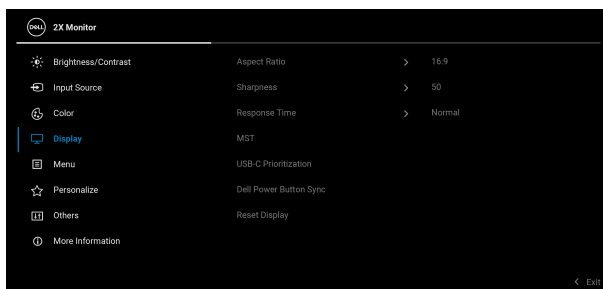 DELL 2X Monitor
Brightness/Contrast Aspect Ratio > 16:9
Input Source Sharpness > 50
Color Response Time > Normal
Display MST
Menu USB-C Prioritization
Personalize Dell Power Button Sync
Others Reset Display
More Information
< Exit